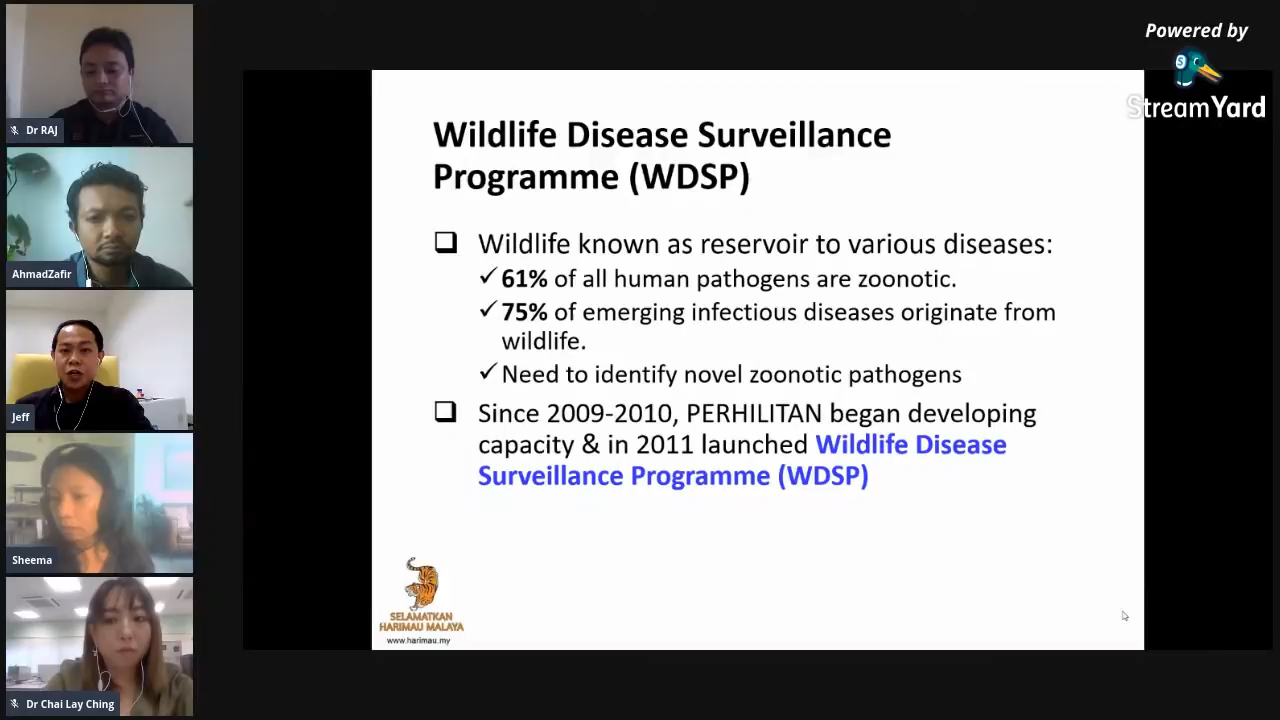 Dr RAJ
AhmadZafir
Jeff
Sheema
Dr Chai Lay Ching
Powered by
StreamYard
Wildlife Disease Surveillance
Programme (WDSP)
Wildlife known as reservoir to various diseases:
61% of all human pathogens are zoonotic.
75% of emerging infectious diseases originate from
wildlife.
Need to identify novel zoonotic pathogens
Since 2009-2010, PERHILITAN began developing
capacity & in 2011 launched Wildlife Disease
Surveillance Programme (WDSP)
SELAMATKAN
HARIMAU MALAYA
www.harimau.my